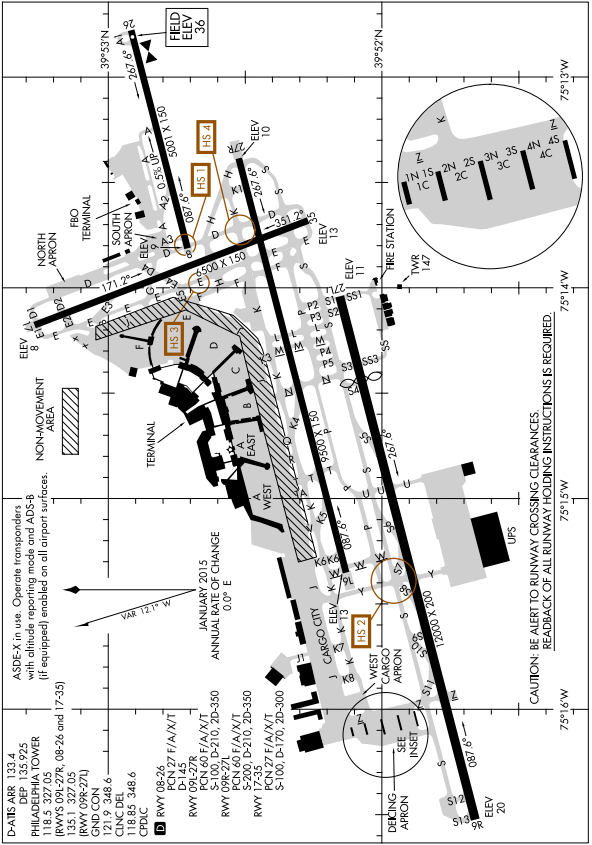 D-ATIS ARR 133.4
DEP 135.925
PHILADELPHIA TOWER
118.5 327.05
(RWYS 09L-27R, 08-26 and 17-35)
135.1 327.05
(RWY 09R-27L)
GND CON
121.9 348.6
CLNC DEL
118.85 348.6
CPDLC
D RWY 08-26
PCN 27 F/A/X/T
D-145
RWY 09L-27R
PCN 60 F/A/X/T
S-100, D-210, 2D-350
RWY 09R-27L
PCN 60 F/A/X/T
S-200, D-210, 2D-350
RWY 17-35
PCN 27 F/A/X/T
S-100, D-170, 2D-300
ASDE-X in use. Operate transponders
with altitude reporting mode and ADS-B
(if equipped) enabled on all airport surfaces.
VAR 12.1° W
JANUARY 2015
ANNUAL RATE OF CHANGE
0.0° E
NON-MOVEMENT
AREA
TERMINAL
NORTH
APRON
SOUTH
APRON
FBO
TERMINAL
FIELD
ELEV
36
39°53'N
39°52'N
75°13'W
75°14'W
75°15'W
75°16'W
ELEV
8
171.2°
6500 X 150
351.2°
35
ELEV
13
26
267.6°
5001 X 150
0.5% UP
087.6°
8
ELEV
9
HS 1
HS 4
HS 3
HS 2
27R
ELEV
10
267.6°
9500 X 150
087.6°
9L
ELEV
13
27L
ELEV
11
267.6°
12000 X 200
087.6°
9R
ELEV
20
FIRE STATION
TWR
147
UPS
CARGO CITY
WEST
CARGO
APRON
DEICING
APRON
SEE
INSET
EAST
WEST
A
A
B
C
D
F
A1
A2
A3
E1
E2
D1
D2
E3
D4
E4
E5
K1
K3
K4
K5
K6
K6
K7
K8
P2
P3
P4
P5
S1
S2
SS1
S3
SS3
S4
S5
S5
S6
S7
S8
S9
S10
S11
S12
S13
K
Z
Z
1N 1S
1C
2N 2S
2C
3N 3S
3C
4N 4S
4C
CAUTION: BE ALERT TO RUNWAY CROSSING CLEARANCES.
READBACK OF ALL RUNWAY HOLDING INSTRUCTIONS IS REQUIRED.